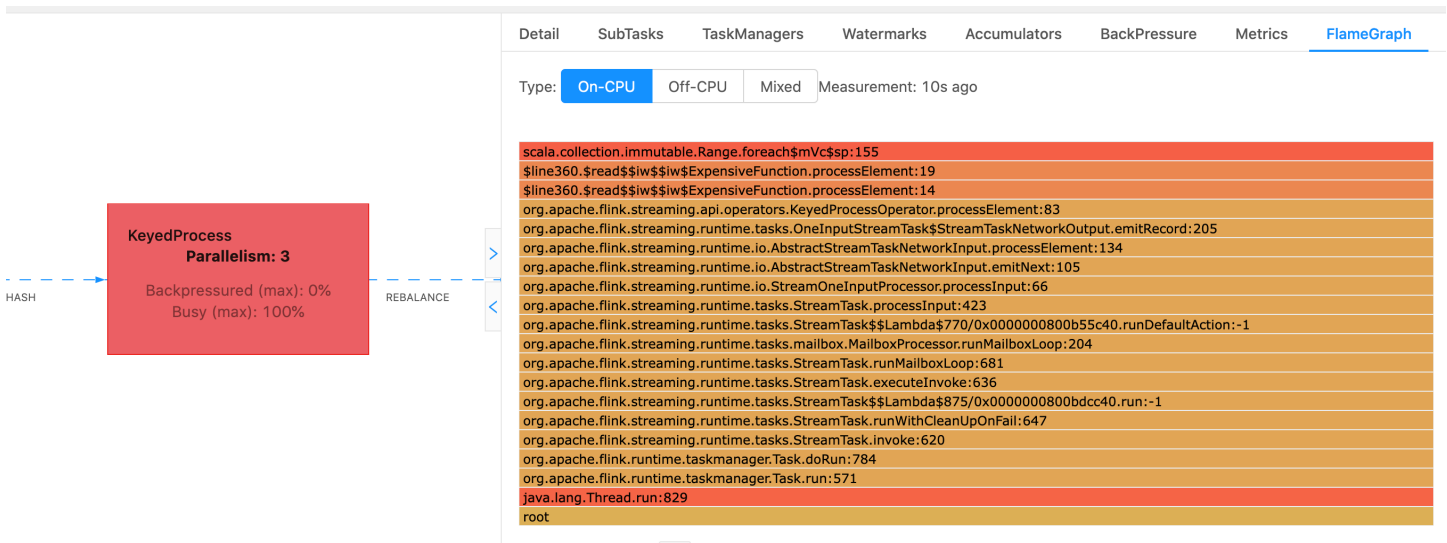 Detail SubTasks TaskManagers Watermarks Accumulators BackPressure Metrics FlameGraph
Type: On-CPU Off-CPU Mixed Measurement: 10s ago
KeyedProcess
Parallelism: 3
Backpressured (max): 0%
Busy (max): 100%
HASH
REBALANCE
scala.collection.immutable.Range.foreach$mVc$sp:155
$line360.$read$$iw$$iw$ExpensiveFunction.processElement:19
$line360.$read$$iw$$iw$ExpensiveFunction.processElement:14
org.apache.flink.streaming.api.operators.KeyedProcessOperator.processElement:83
org.apache.flink.streaming.runtime.tasks.OneInputStreamTask$StreamTaskNetworkOutput.emitRecord:205
org.apache.flink.streaming.runtime.io.AbstractStreamTaskNetworkInput.processElement:134
org.apache.flink.streaming.runtime.io.AbstractStreamTaskNetworkInput.emitNext:105
org.apache.flink.streaming.runtime.io.StreamOneInputProcessor.processInput:66
org.apache.flink.streaming.runtime.tasks.StreamTask.processInput:423
org.apache.flink.streaming.runtime.tasks.StreamTask$$Lambda$770/0x0000000800b55c40.runDefaultAction:-1
org.apache.flink.streaming.runtime.tasks.mailbox.MailboxProcessor.runMailboxLoop:204
org.apache.flink.streaming.runtime.tasks.StreamTask.runMailboxLoop:681
org.apache.flink.streaming.runtime.tasks.StreamTask.executeInvoke:636
org.apache.flink.streaming.runtime.tasks.StreamTask$$Lambda$875/0x0000000800bdcc40.run:-1
org.apache.flink.streaming.runtime.tasks.StreamTask.runWithCleanUpOnFail:647
org.apache.flink.streaming.runtime.tasks.StreamTask.invoke:620
org.apache.flink.runtime.taskmanager.Task.doRun:784
org.apache.flink.runtime.taskmanager.Task.run:571
java.lang.Thread.run:829
root